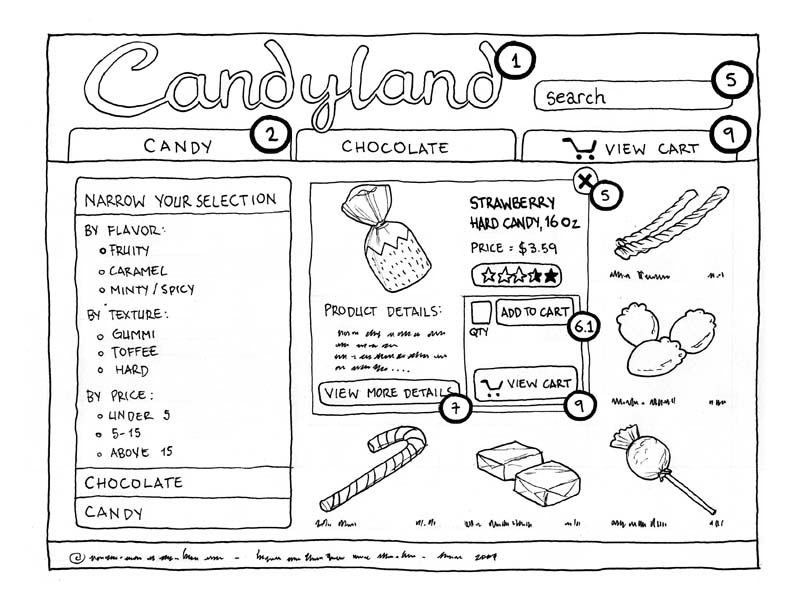 Candyland
1
search
5
CANDY
2
CHOCOLATE
VIEW CART
9
NARROW YOUR SELECTION
BY FLAVOR:
FRUITY
CARAMEL
MINTY/SPICY
BY TEXTURE:
GUMMI
TOFFEE
HARD
BY PRICE:
UNDER 5
5-15
ABOVE 15
CHOCOLATE
CANDY
5
STRAWBERRY
HARD CANDY, 16 OZ
PRICE = $3.59
PRODUCT DETAILS:
QTY
ADD TO CART
6.1
VIEW MORE DETAILS
7
VIEW CART
9